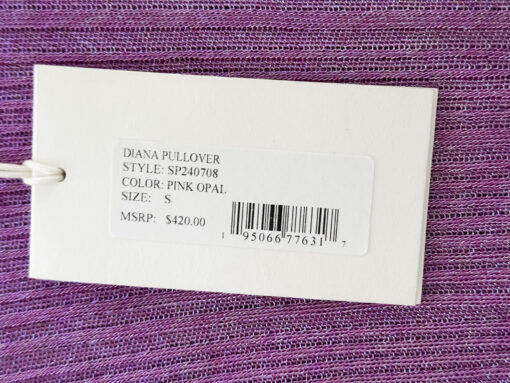 DIANA PULLOVER
STYLE: SP240708
COLOR: PINK OPAL
SIZE: S
MSRP: $420.00
1 95066 77631 7